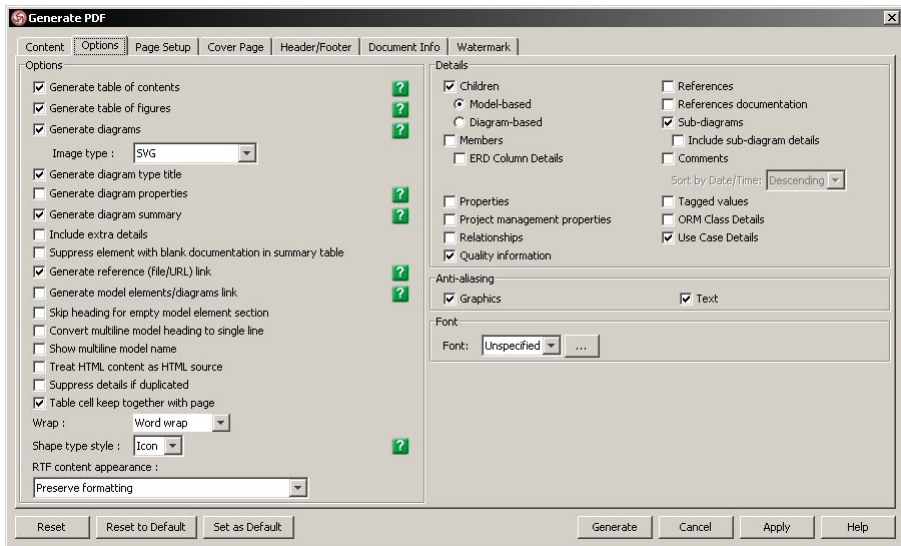 Generate PDF
Content Options Page Setup Cover Page Header/Footer Document Info Watermark
Options
Generate table of contents
?
Generate table of figures
?
Generate diagrams
?
Image type : SVG
Generate diagram type title
Generate diagram properties
?
Generate diagram summary
?
Include extra details
Suppress element with blank documentation in summary table
Generate reference (file/URL) link
?
Generate model elements/diagrams link
?
Skip heading for empty model element section
Convert multiline model heading to single line
Show multiline model name
Treat HTML content as HTML source
Suppress details if duplicated
Table cell keep together with page
Wrap : Word wrap
Shape type style : Icon
?
RTF content appearance :
Preserve formatting
Details
Children
Model-based
Diagram-based
Members
ERD Column Details
Properties
Project management properties
Relationships
Quality information
References
References documentation
Sub-diagrams
Include sub-diagram details
Comments
Sort by Date/Time: Descending
Tagged values
ORM Class Details
Use Case Details
Anti-aliasing
Graphics Text
Font
Font: Unspecified ...
Reset Reset to Default Set as Default Generate Cancel Apply Help